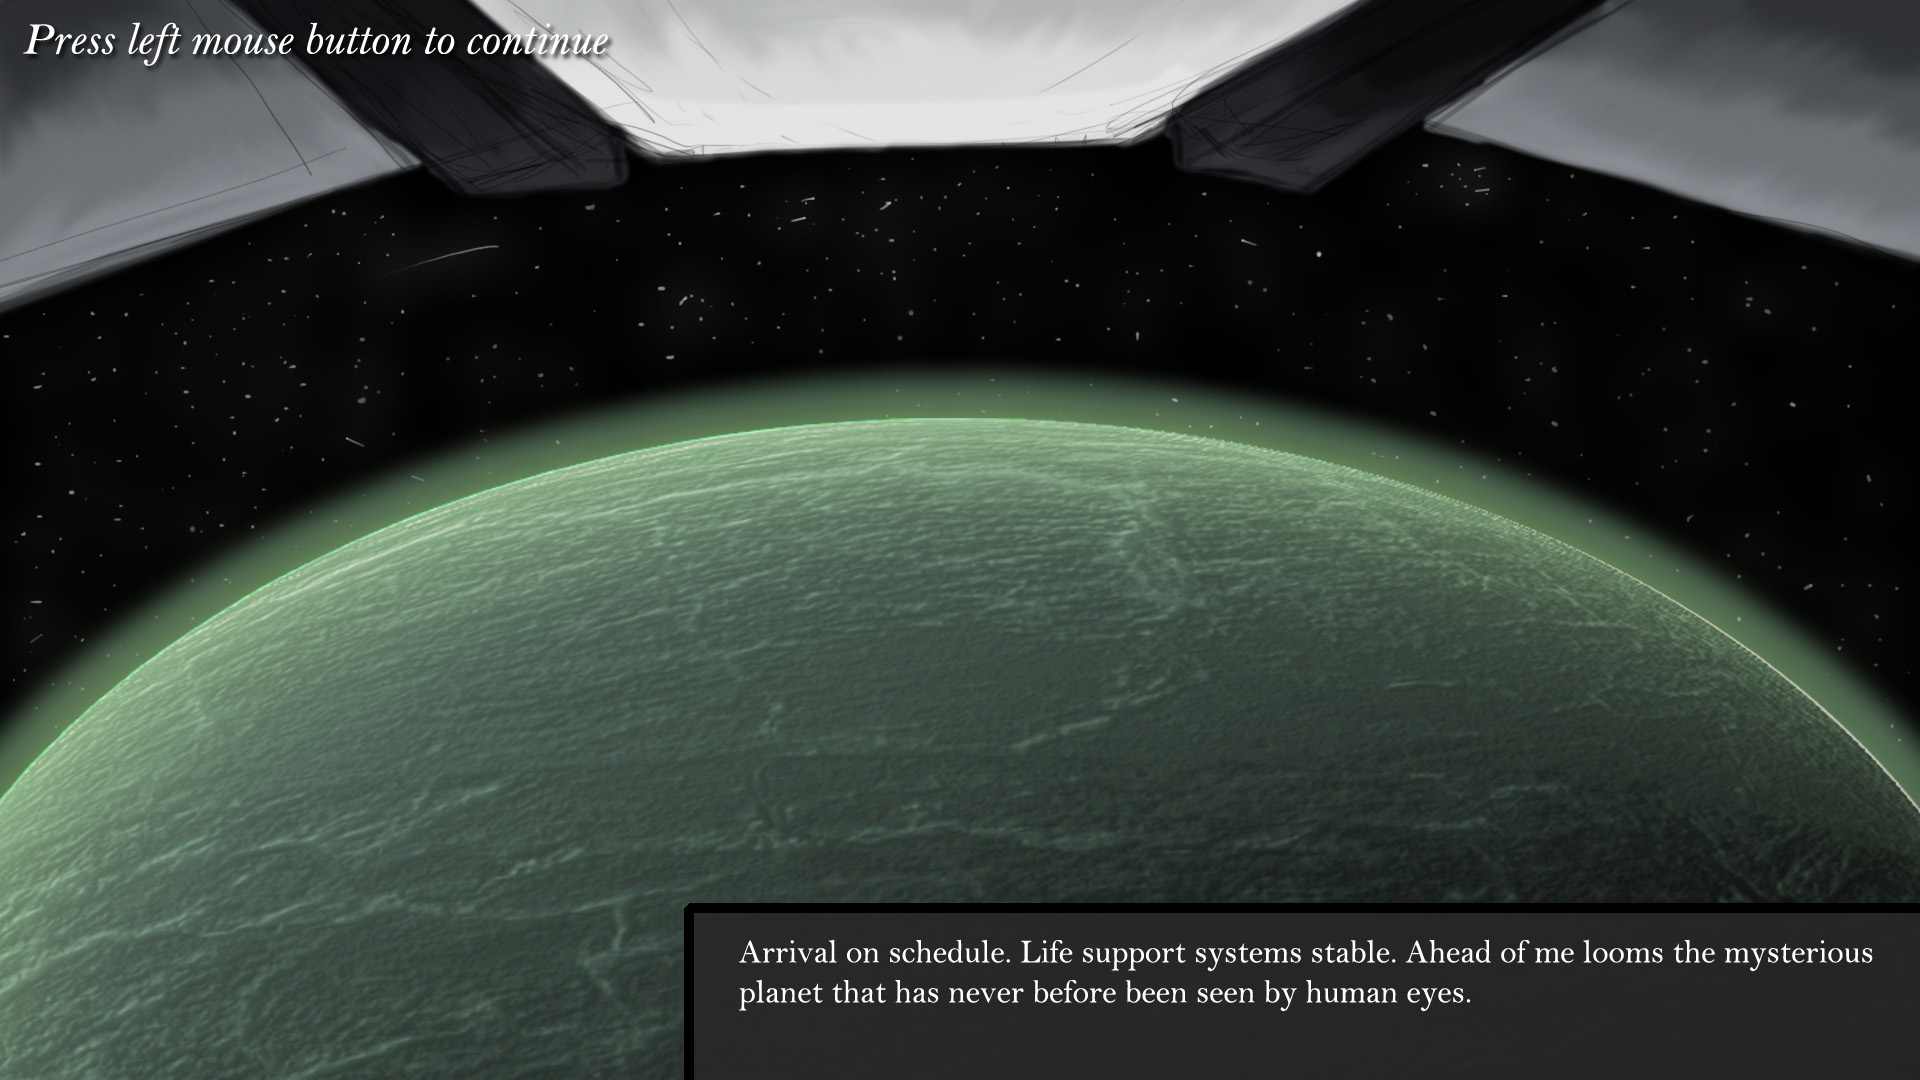 Press left mouse button to continue
Arrival on schedule. Life support systems stable. Ahead of me looms the mysterious
planet that has never before been seen by human eyes.